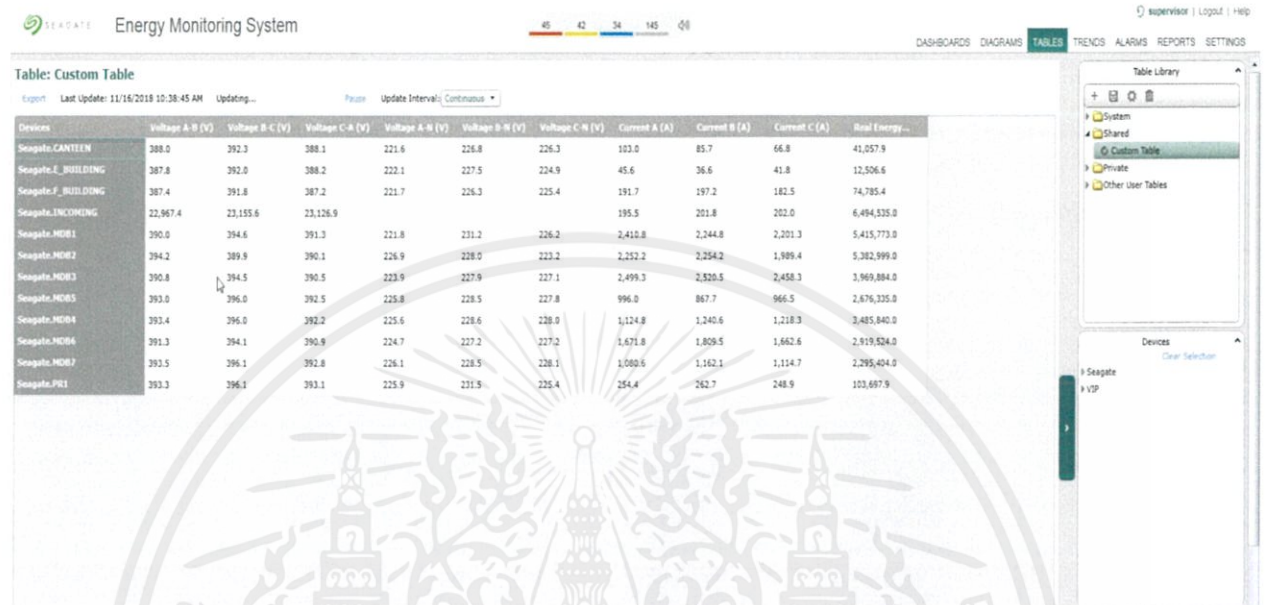 supervisor | Logout | Help
SEAGATE Energy Monitoring System 45 42 34 145
DASHBOARDS DIAGRAMS TABLES TRENDS ALARMS REPORTS SETTINGS
Table: Custom Table
Export Last Update: 11/16/2018 10:38:45 AM Updating... Pause Update Interval: Continuous
Devices Voltage A-B (V) Voltage B-C (V) Voltage C-A (V) Voltage A-N (V) Voltage B-N (V) Voltage C-N (V) Current A (A) Current B (A) Current C (A) Real Energy...
Seagate.CANTEEN 388.0 392.3 388.1 221.6 226.8 226.3 103.0 85.7 66.8 41,057.9
Seagate.E_BUILDING 387.8 392.0 388.2 222.1 227.5 224.9 45.6 36.6 41.8 12,506.6
Seagate.F_BUILDING 387.4 391.8 387.2 221.7 226.3 225.4 191.7 197.2 182.5 74,785.4
Seagate.INCOMING 22,967.4 23,155.6 23,126.9 195.5 201.8 202.0 6,494,535.0
Seagate.MDB1 390.0 394.6 391.3 221.8 231.2 226.2 2,410.8 2,244.8 2,201.3 5,415,773.0
Seagate.MDB2 394.2 389.9 390.1 226.9 228.0 223.2 2,252.2 2,254.2 1,989.4 5,382,999.0
Seagate.MDB3 390.8 394.5 390.5 223.9 227.9 227.1 2,499.3 2,520.5 2,458.3 3,969,884.0
Seagate.MDB5 393.0 396.0 392.5 225.8 228.5 227.8 996.0 867.7 966.5 2,676,335.0
Seagate.MDB4 393.4 396.0 392.2 225.6 228.6 228.0 1,124.8 1,240.6 1,218.3 3,485,840.0
Seagate.MDB6 391.3 394.1 390.9 224.7 227.2 227.2 1,671.8 1,809.5 1,662.6 2,919,524.0
Seagate.MDB7 393.5 396.1 392.8 226.1 228.5 228.1 1,080.6 1,162.1 1,114.7 2,295,404.0
Seagate.PR1 393.3 396.1 393.1 225.9 231.5 225.4 254.4 262.7 248.9 103,697.9
Table Library
System
Shared
Custom Table
Private
Other User Tables
Devices
Clear Selection
Seagate
VIP